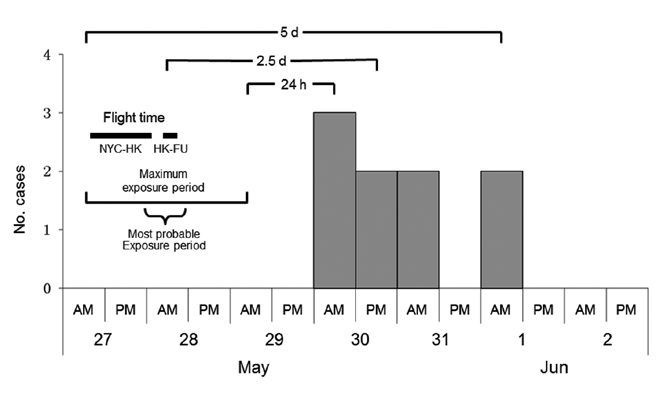 5 d
2.5 d
24 h
4
3
2
1
0
No. cases
Flight time
NYC-HK HK-FU
Maximum
exposure period
Most probable
Exposure period
AM PM AM PM AM PM AM PM AM PM AM PM AM PM
27 28 29 30 31 1 2
May Jun